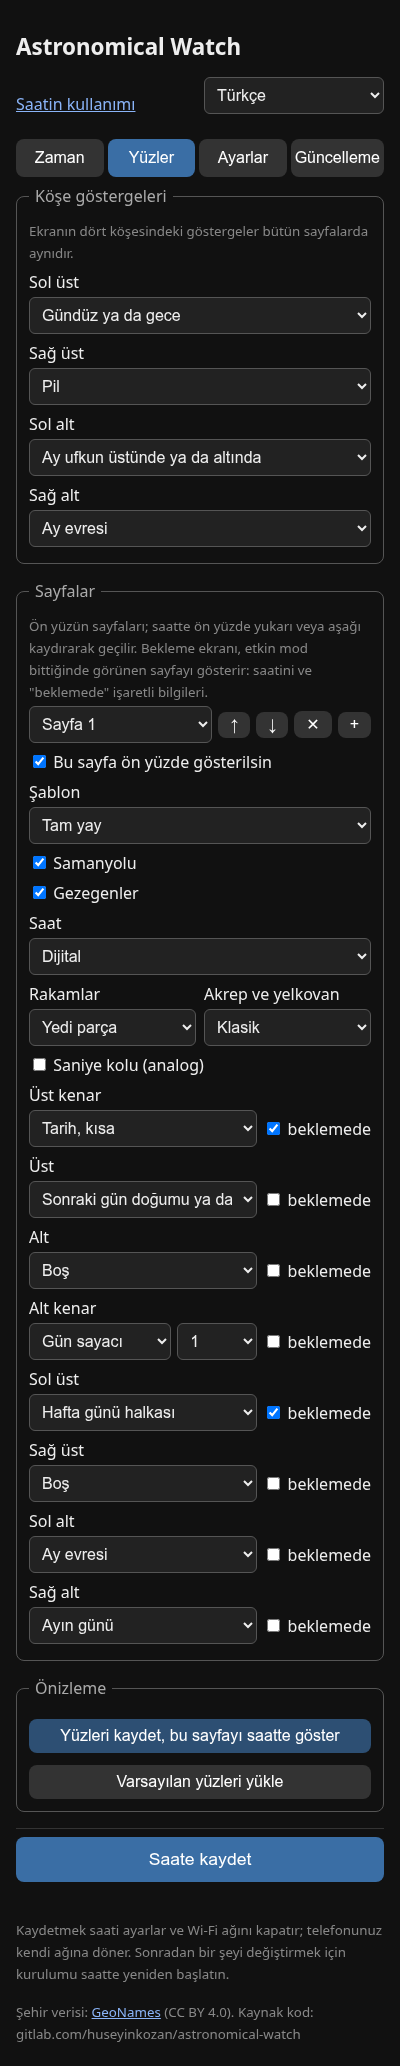 Astronomical Watch
Saatin kullanımı
Türkçe
Zaman Yüzler Ayarlar Güncelleme
Köşe göstergeleri
Ekranın dört köşesindeki göstergeler bütün sayfalarda
aynıdır.
Sol üst
Gündüz ya da gece
Sağ üst
Pil
Sol alt
Ay ufkun üstünde ya da altında
Sağ alt
Ay evresi
Sayfalar
Ön yüzün sayfaları; saatte ön yüzde yukarı veya aşağı
kaydırarak geçilir. Bekleme ekranı, etkin mod
bittiğinde görünen sayfayı gösterir: saatini ve
"beklemede" işaretli bilgileri.
Sayfa 1 ↑ ↓ ✕ +
Bu sayfa ön yüzde gösterilsin
Şablon
Tam yay
Samanyolu
Gezegenler
Saat
Dijital
Rakamlar Akrep ve yelkovan
Yedi parça Klasik
Saniye kolu (analog)
Üst kenar
Tarih, kısa beklemede
Üst
Sonraki gün doğumu ya da beklemede
Alt
Boş beklemede
Alt kenar
Gün sayacı 1 beklemede
Sol üst
Hafta günü halkası beklemede
Sağ üst
Boş beklemede
Sol alt
Ay evresi beklemede
Sağ alt
Ayın günü beklemede
Önizleme
Yüzleri kaydet, bu sayfayı saatte göster
Varsayılan yüzleri yükle
Saate kaydet
Kaydetmek saati ayarlar ve Wi-Fi ağını kapatır; telefonunuz
kendi ağına döner. Sonradan bir şeyi değiştirmek için
kurulumu saatte yeniden başlatın.
Şehir verisi: GeoNames (CC BY 4.0). Kaynak kod:
gitlab.com/huseyinkozan/astronomical-watch